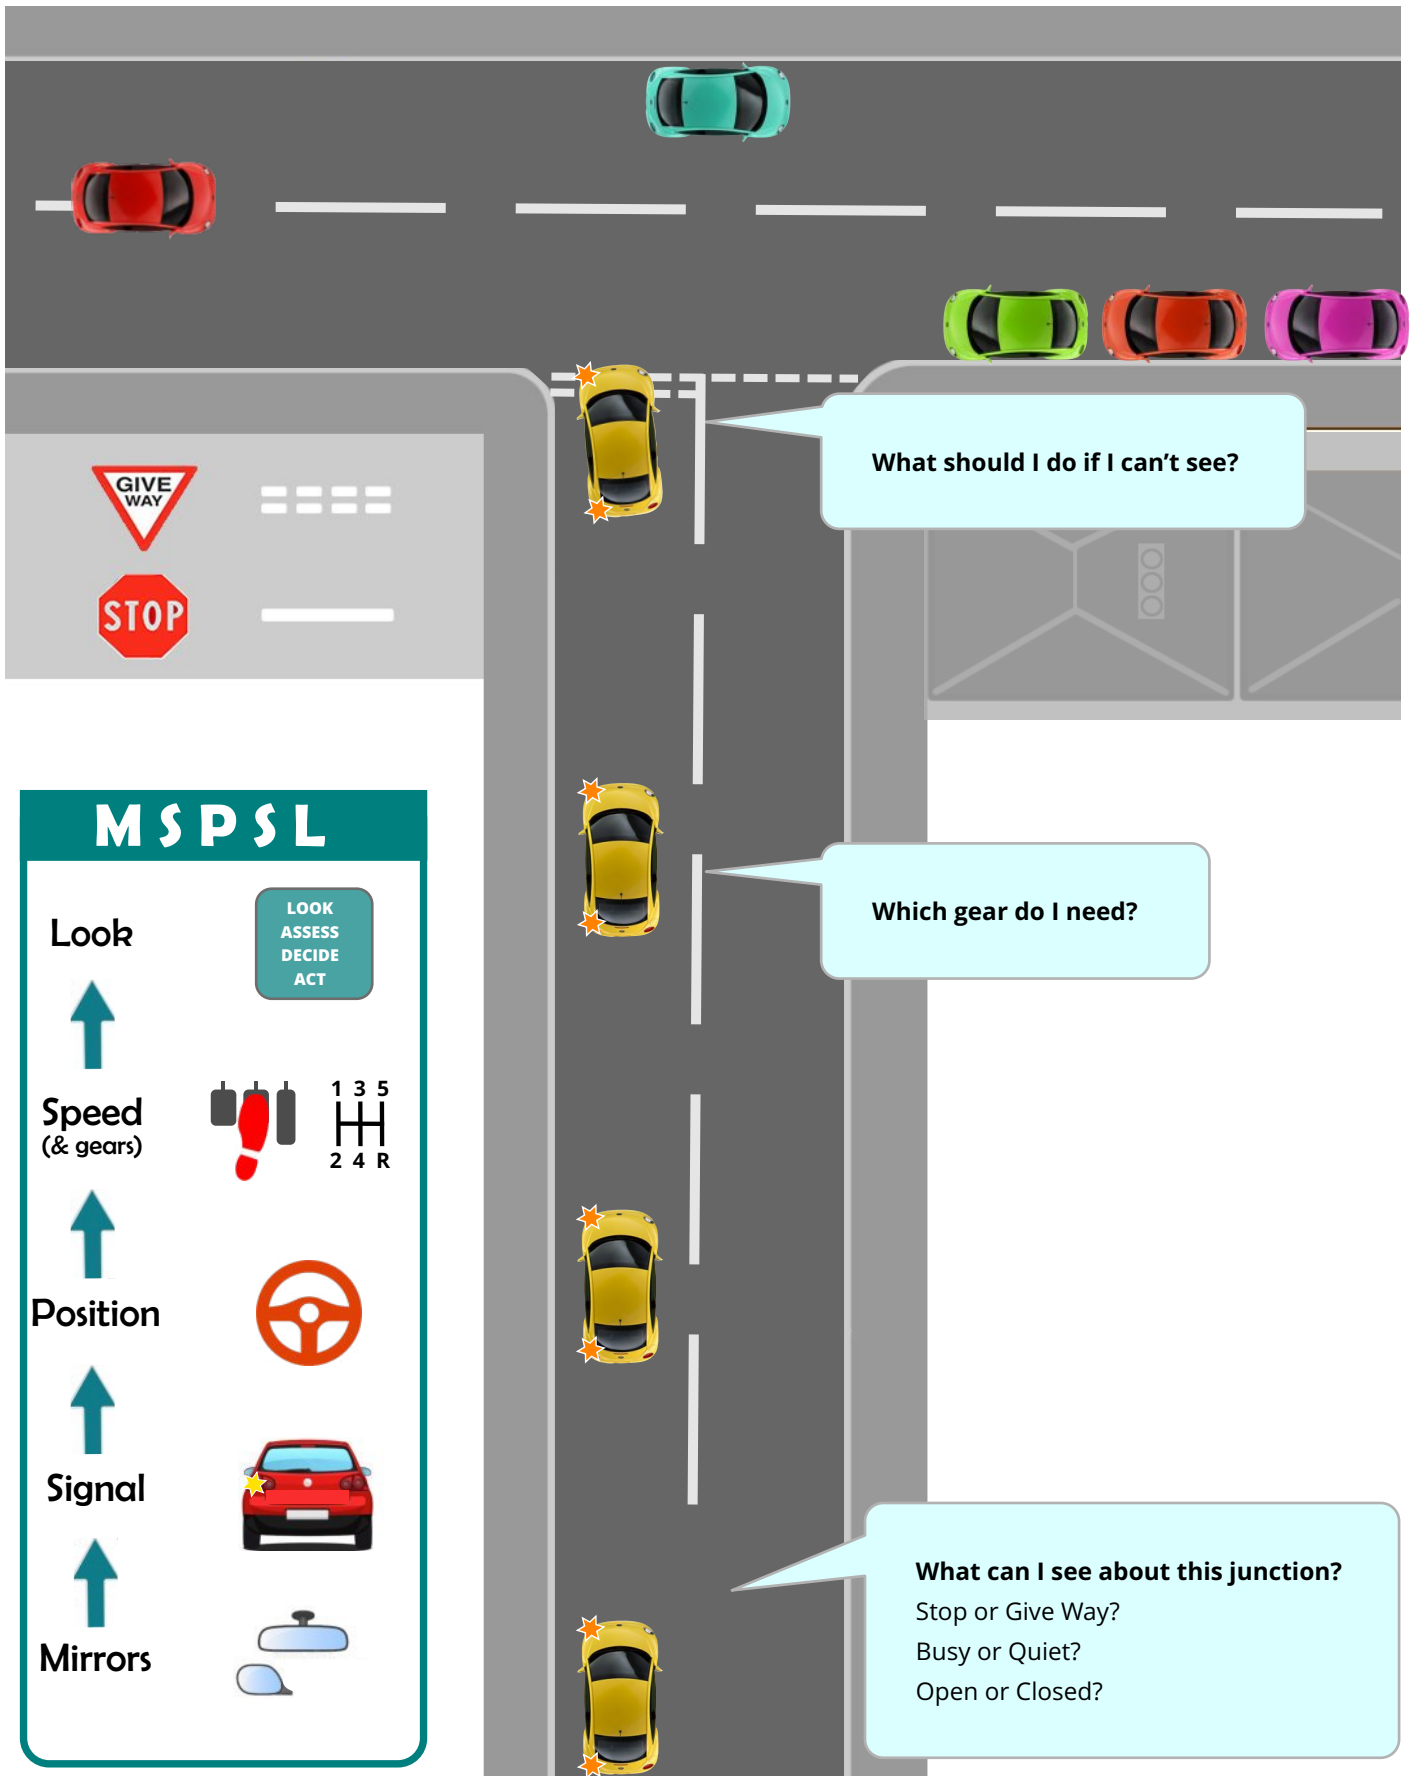 What should I do if I can’t see?
GIVE
WAY
STOP
MSPSL
LOOK
ASSESS
DECIDE
ACT
Look
Which gear do I need?
Speed
(& gears)
1 3 5
2 4 R
Position
Signal
Mirrors
What can I see about this junction?
Stop or Give Way?
Busy or Quiet?
Open or Closed?